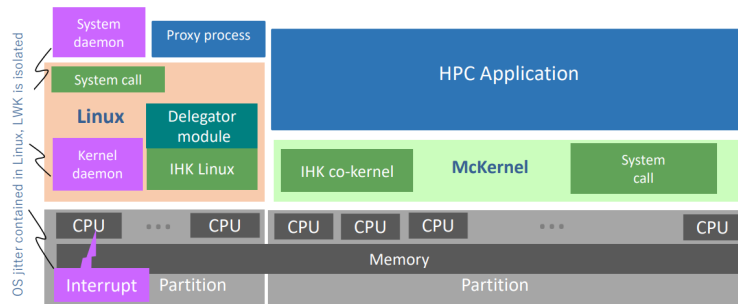 OS jitter contained in Linux, LWK is isolated
System
daemon
Proxy process
HPC Application
System call
Linux
Delegator
module
Kernel
daemon
IHK Linux
IHK co-kernel
McKernel
System
call
CPU
...
CPU
CPU
CPU
CPU
...
CPU
Memory
Interrupt
Partition
Partition